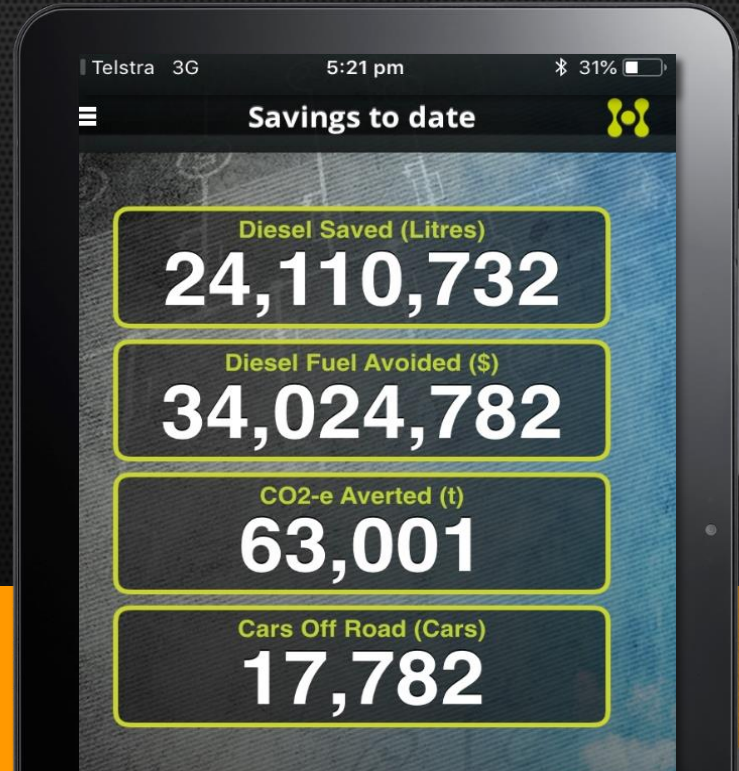 Telstra 3G 5:21 pm 31%
Savings to date
Diesel Saved (Litres)
24,110,732
Diesel Fuel Avoided ($)
34,024,782
CO2-e Averted (t)
63,001
Cars Off Road (Cars)
17,782